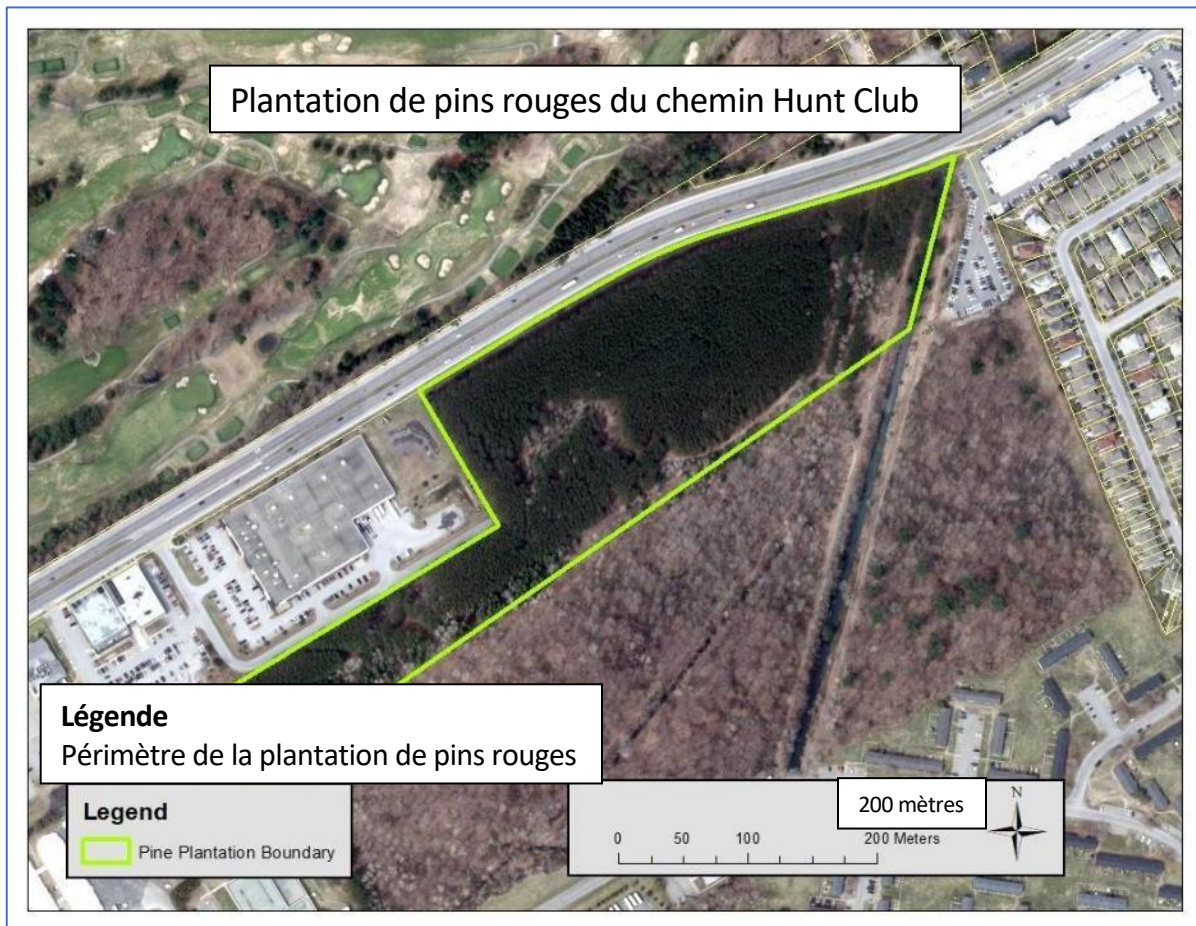 Plantation de pins rouges du chemin Hunt Club
Légende
Périmètre de la plantation de pins rouges
Legend
Pine Plantation Boundary
200 mètres
N
0 50 100 200 Meters